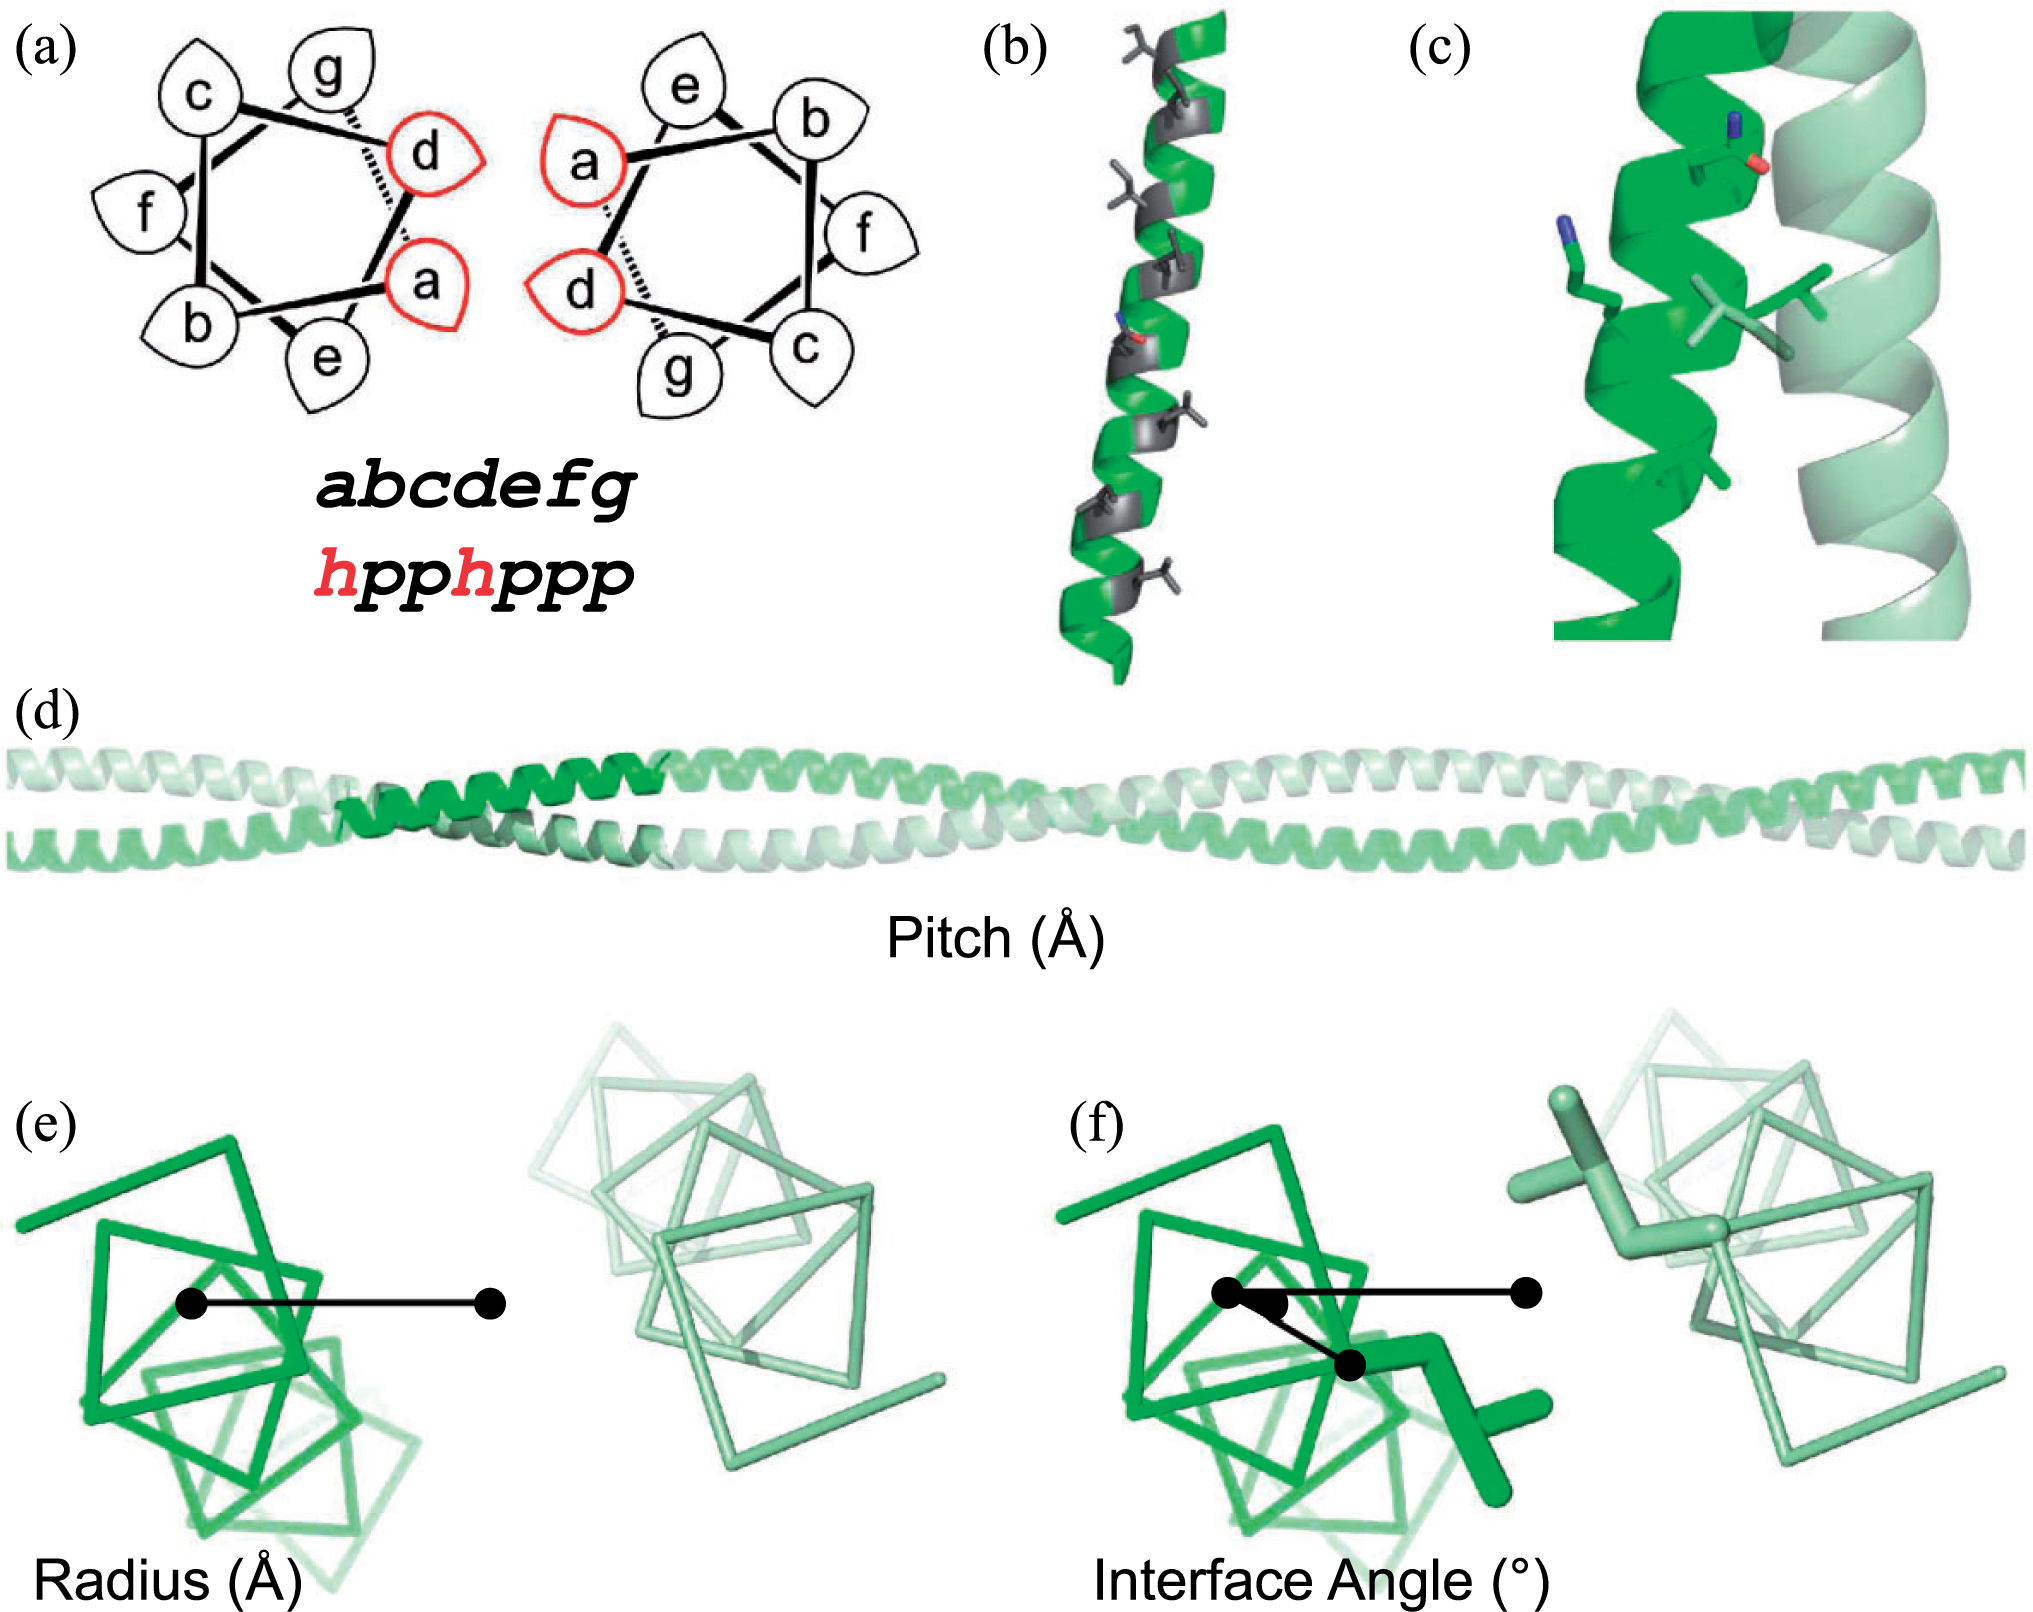 (a)
c
g
d
f
a
b
e
e
b
a
f
d
c
g
abcdefg
hpphppp
(b)
(c)
(d)
Pitch (Å)
(e)
Radius (Å)
(f)
Interface Angle (°)